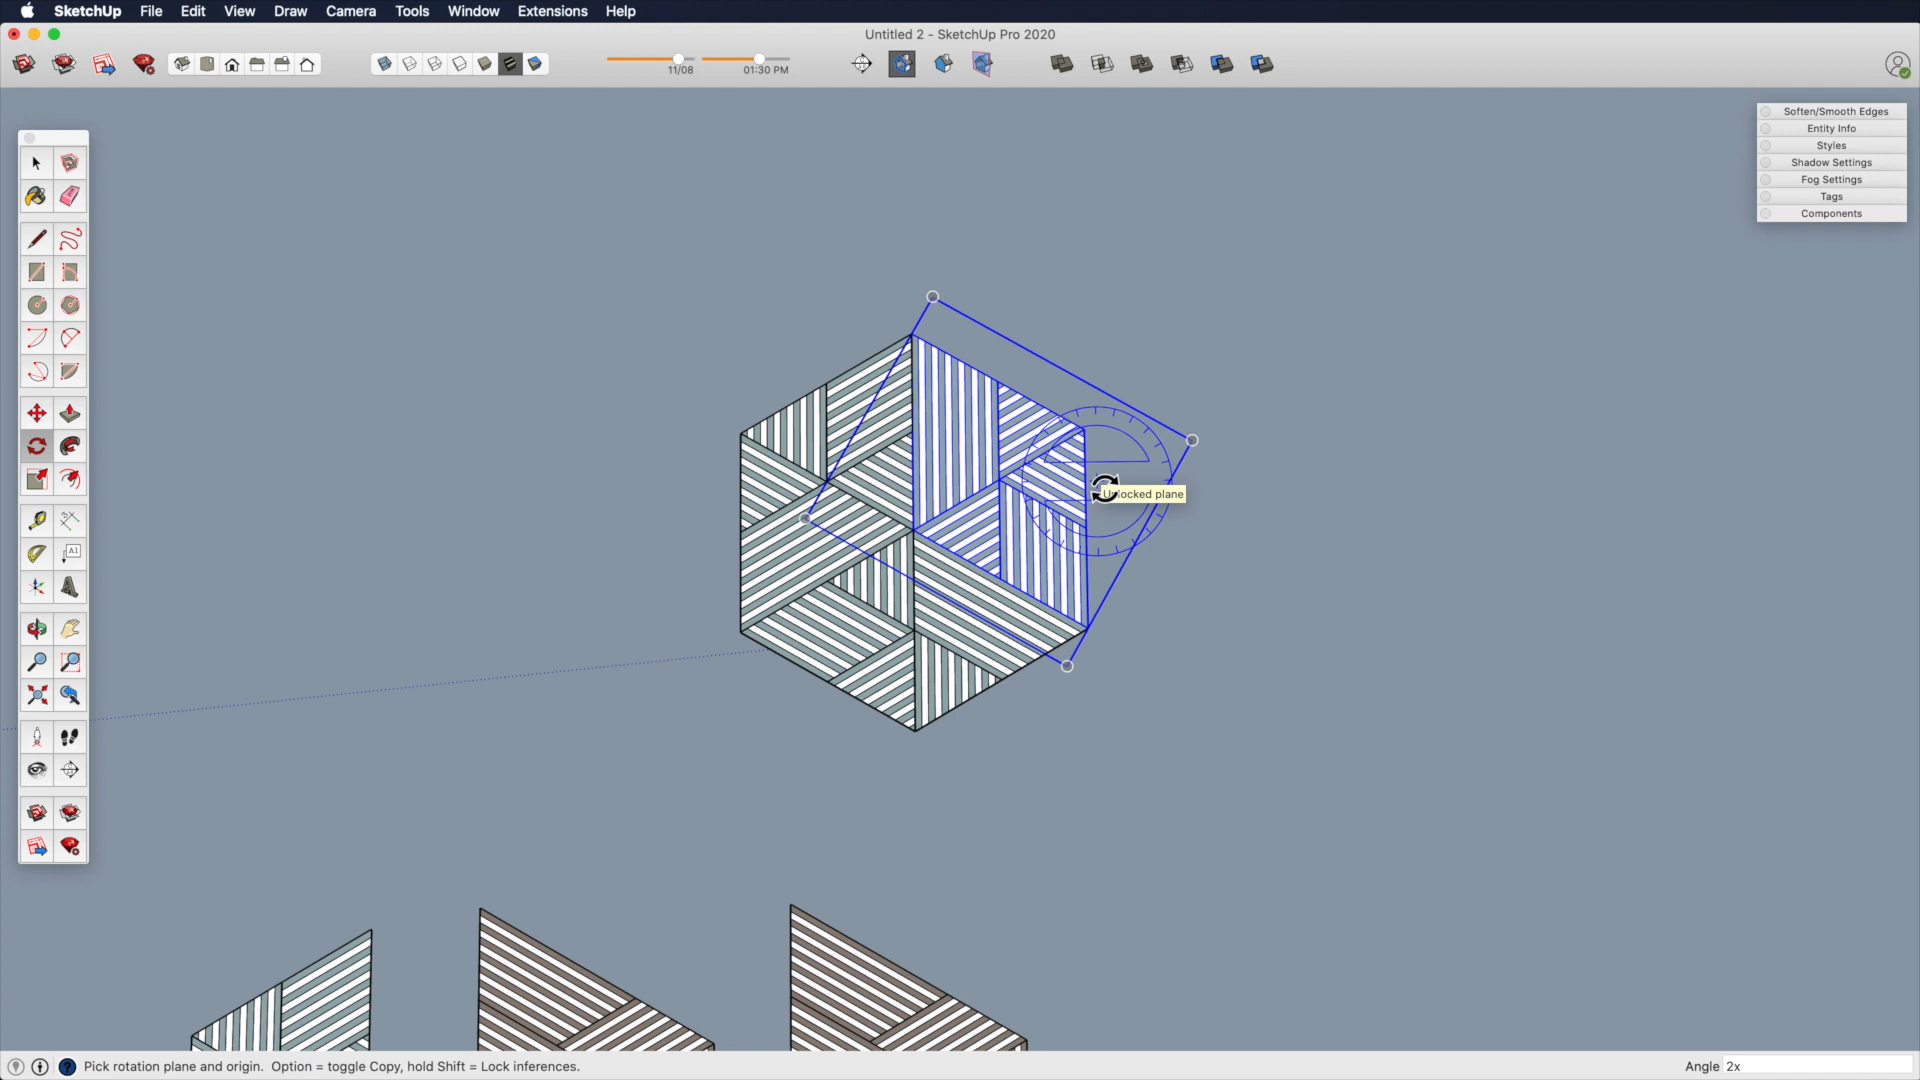 SketchUp File Edit View Draw Camera Tools Window Extensions Help
Untitled 2 - SketchUp Pro 2020
11/08 01:30 PM
Soften/Smooth Edges
Entity Info
Styles
Shadow Settings
Fog Settings
Tags
Components
A1
Unlocked plane
Pick rotation plane and origin. Option = toggle Copy, hold Shift = Lock inferences.
Angle 2x